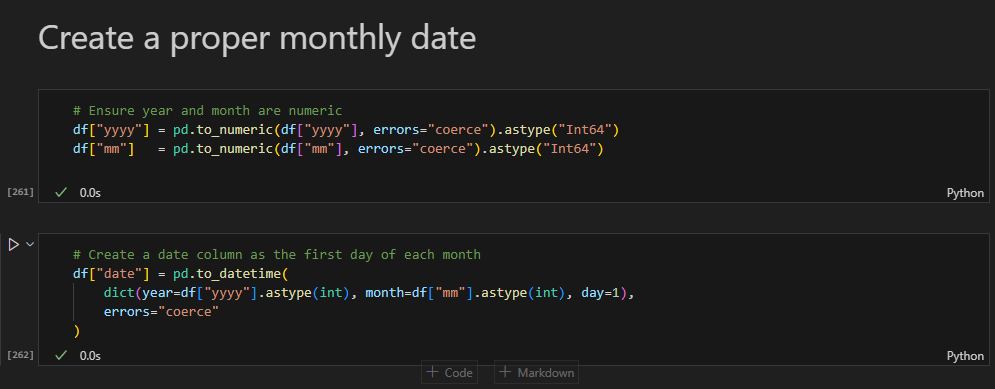 Create a proper monthly date
# Ensure year and month are numeric
df["yyyy"] = pd.to_numeric(df["yyyy"], errors="coerce").astype("Int64")
df["mm"]   = pd.to_numeric(df["mm"], errors="coerce").astype("Int64")
[261] 0.0s Python
# Create a date column as the first day of each month
df["date"] = pd.to_datetime(
    dict(year=df["yyyy"].astype(int), month=df["mm"].astype(int), day=1),
    errors="coerce"
)
[262] 0.0s Python
+ Code + Markdown